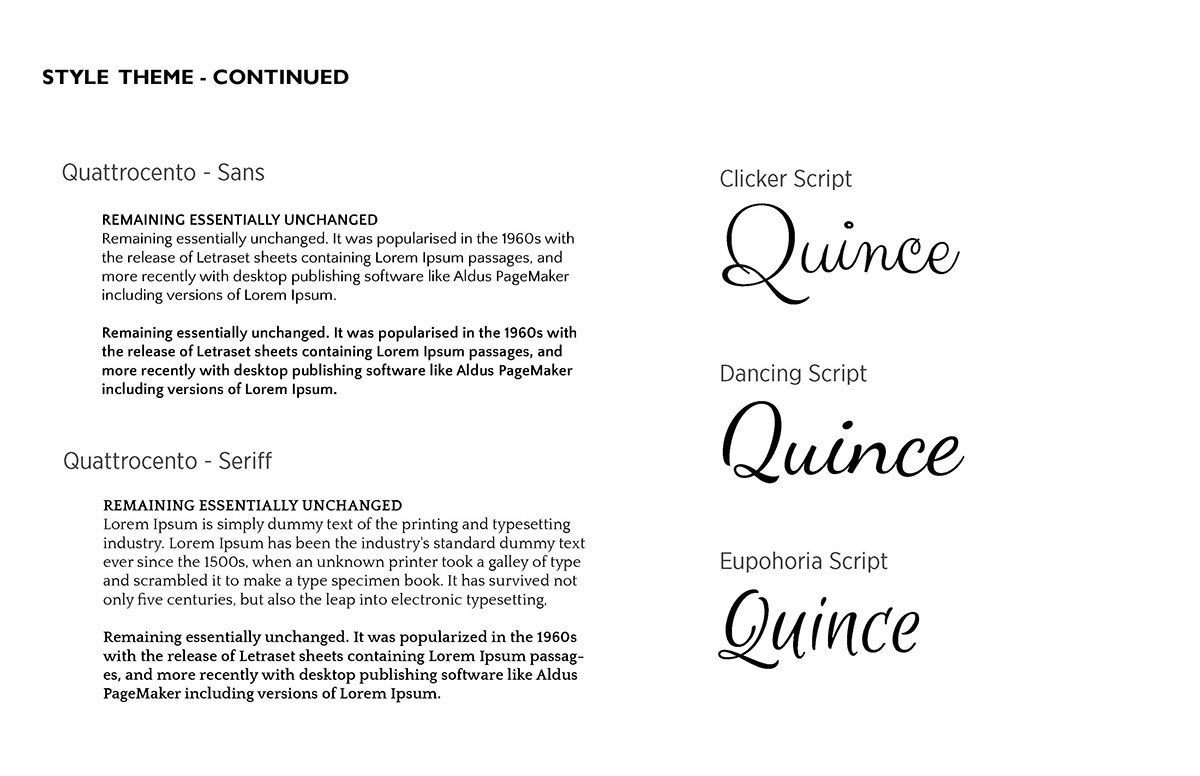 STYLE THEME - CONTINUED
Quattrocento - Sans
REMAINING ESSENTIALLY UNCHANGED
Remaining essentially unchanged. It was popularised in the 1960s with
the release of Letraset sheets containing Lorem Ipsum passages, and
more recently with desktop publishing software like Aldus PageMaker
including versions of Lorem Ipsum.
Remaining essentially unchanged. It was popularised in the 1960s with
the release of Letraset sheets containing Lorem Ipsum passages, and
more recently with desktop publishing software like Aldus PageMaker
including versions of Lorem Ipsum.
Quattrocento - Seriff
REMAINING ESSENTIALLY UNCHANGED
Lorem Ipsum is simply dummy text of the printing and typesetting
industry. Lorem Ipsum has been the industry's standard dummy text
ever since the 1500s, when an unknown printer took a galley of type
and scrambled it to make a type specimen book. It has survived not
only five centuries, but also the leap into electronic typesetting,
Remaining essentially unchanged. It was popularized in the 1960s
with the release of Letraset sheets containing Lorem Ipsum passag-
es, and more recently with desktop publishing software like Aldus
PageMaker including versions of Lorem Ipsum.
Clicker Script
Quince
Dancing Script
Quince
Eupohoria Script
Quince